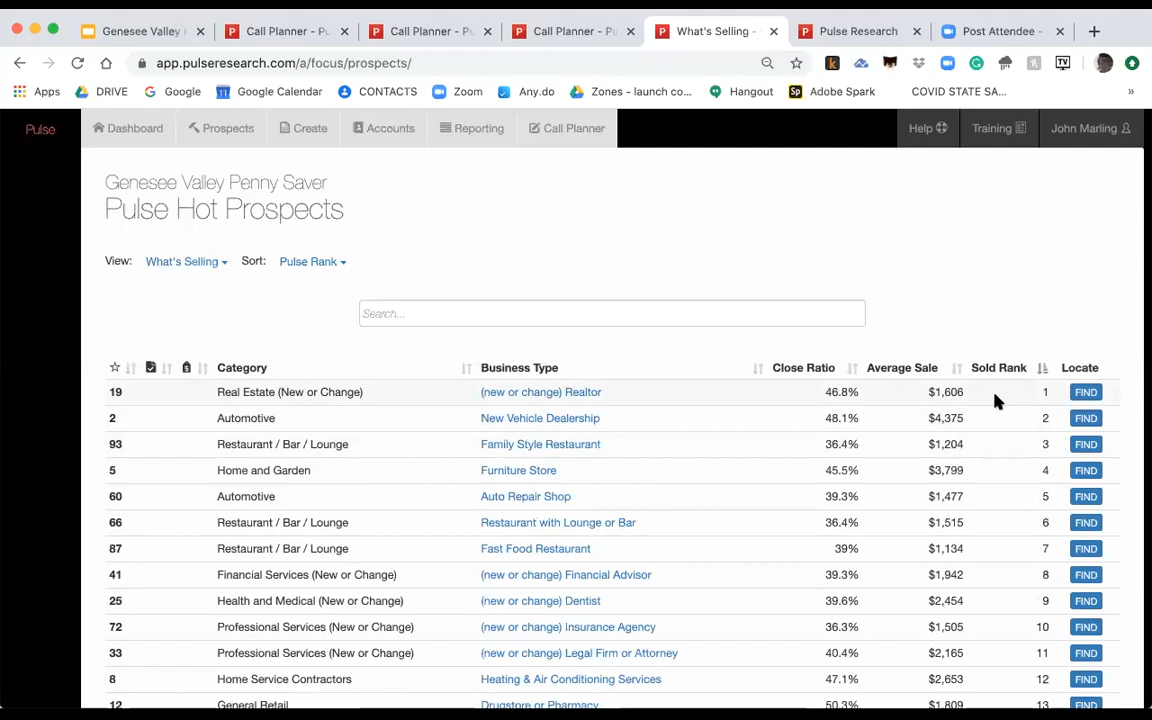 Genesee Valley P
Call Planner - Pu
Call Planner - Pu
Call Planner - Pu
What's Selling -
Pulse Research
Post Attendee -
app.pulseresearch.com/a/focus/prospects/
Apps
DRIVE
Google
Google Calendar
CONTACTS
Zoom
Any.do
Zones - launch co...
Hangout
Adobe Spark
COVID STATE SA...
»
Pulse
Dashboard
Prospects
Create
Accounts
Reporting
Call Planner
Help
Training
John Marling
Genesee Valley Penny Saver
Pulse Hot Prospects
View: What's Selling Sort: Pulse Rank
Search...
Category Business Type Close Ratio Average Sale Sold Rank Locate
19 Real Estate (New or Change) (new or change) Realtor 46.8% $1,606 1 FIND
2 Automotive New Vehicle Dealership 48.1% $4,375 2 FIND
93 Restaurant / Bar / Lounge Family Style Restaurant 36.4% $1,204 3 FIND
5 Home and Garden Furniture Store 45.5% $3,799 4 FIND
60 Automotive Auto Repair Shop 39.3% $1,477 5 FIND
66 Restaurant / Bar / Lounge Restaurant with Lounge or Bar 36.4% $1,515 6 FIND
87 Restaurant / Bar / Lounge Fast Food Restaurant 39% $1,134 7 FIND
41 Financial Services (New or Change) (new or change) Financial Advisor 39.3% $1,942 8 FIND
25 Health and Medical (New or Change) (new or change) Dentist 39.6% $2,454 9 FIND
72 Professional Services (New or Change) (new or change) Insurance Agency 36.3% $1,505 10 FIND
33 Professional Services (New or Change) (new or change) Legal Firm or Attorney 40.4% $2,165 11 FIND
8 Home Service Contractors Heating & Air Conditioning Services 47.1% $2,653 12 FIND
12 General Retail Drugstore or Pharmacy 50.3% $1,809 13 FIND